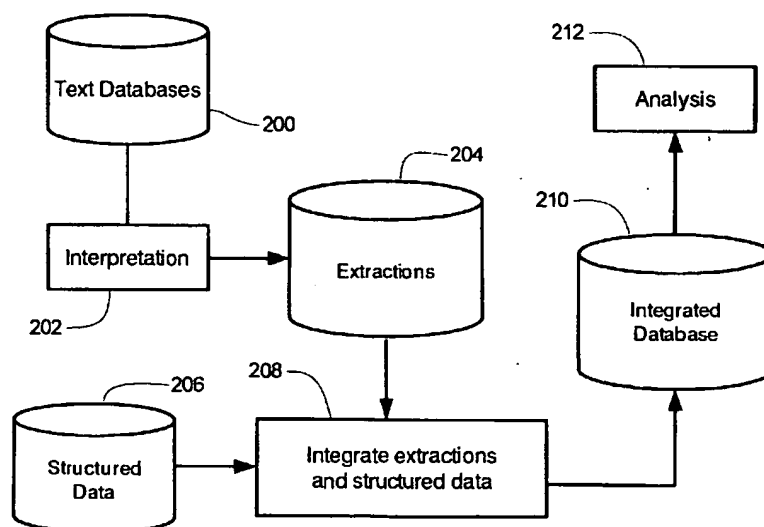 212
Text Databases
Analysis
200
204
210
Interpretation
Extractions
Integrated
Database
202
206
208
Structured
Data
Integrate extractions
and structured data